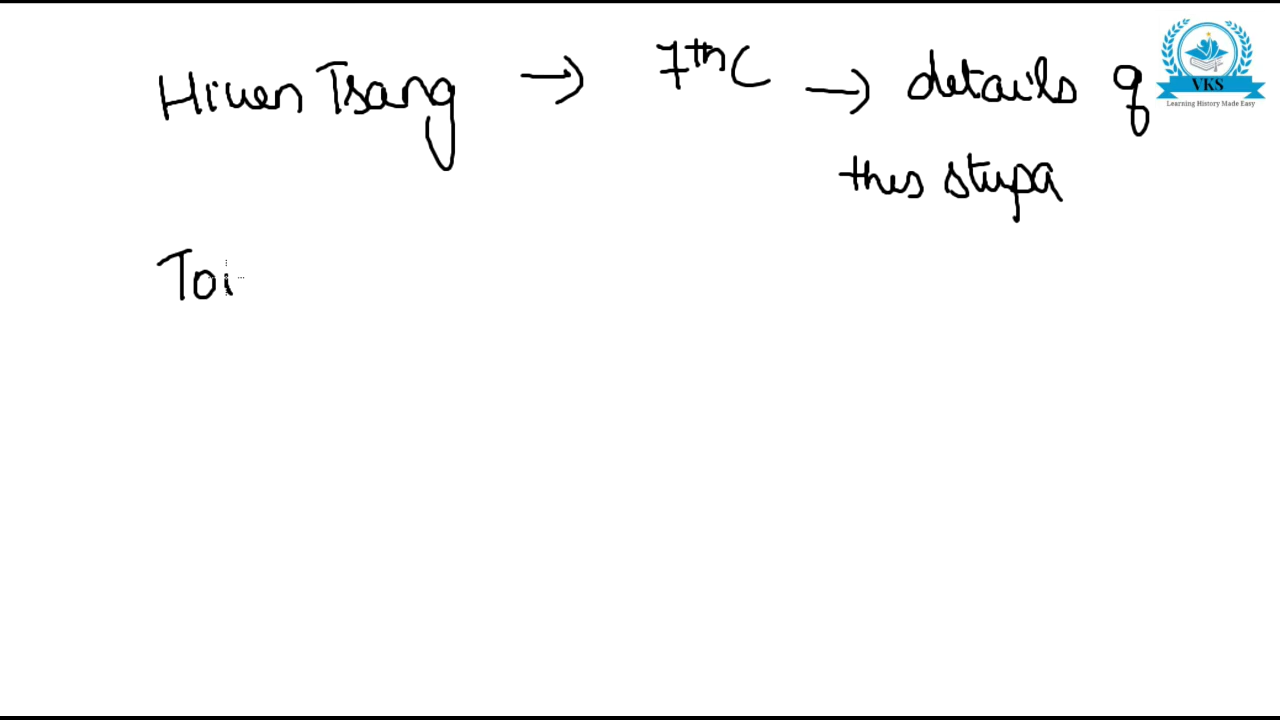 Hiuen Tsang → 7th C → details of
this stupa
VKS
Learning History Made Easy
Toi